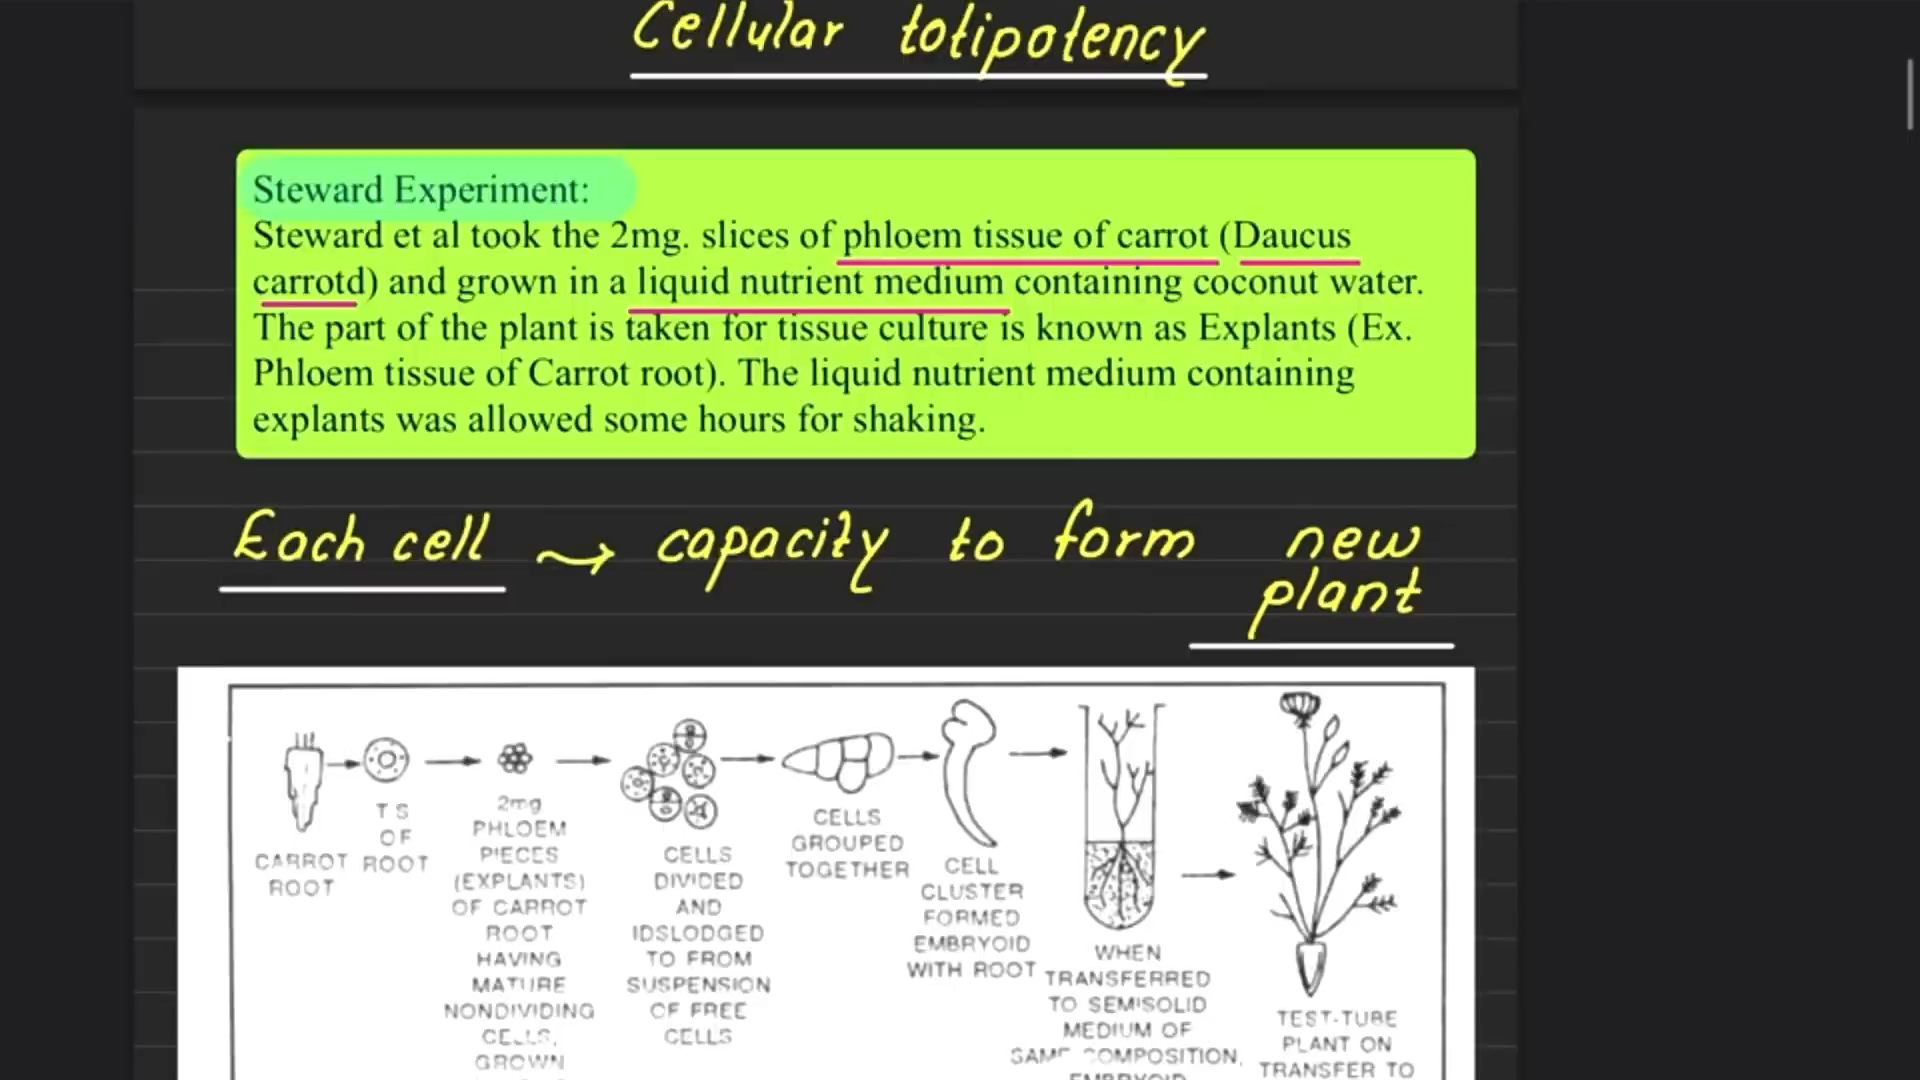 Cellular totipotency
Steward Experiment:
Steward et al took the 2mg. slices of phloem tissue of carrot (Daucus
carrotd) and grown in a liquid nutrient medium containing coconut water.
The part of the plant is taken for tissue culture is known as Explants (Ex.
Phloem tissue of Carrot root). The liquid nutrient medium containing
explants was allowed some hours for shaking.
Each cell → capacity to form new
plant
CARROT
ROOT
T S
OF
ROOT
2mg
PHLOEM
PIECES
(EXPLANTS)
OF CARROT
ROOT
HAVING
MATURE
NONDIVIDING
CELLS,
GROWN
CELLS
DIVIDED
AND
IDSLODGED
TO FROM
SUSPENSION
OF FREE
CELLS
CELLS
GROUPED
TOGETHER
CELL
CLUSTER
FORMED
EMBRYOID
WITH ROOT
WHEN
TRANSFERRED
TO SEMISOLID
MEDIUM OF
SAME COMPOSITION,
EMBRYOID
TEST-TUBE
PLANT ON
TRANSFER TO